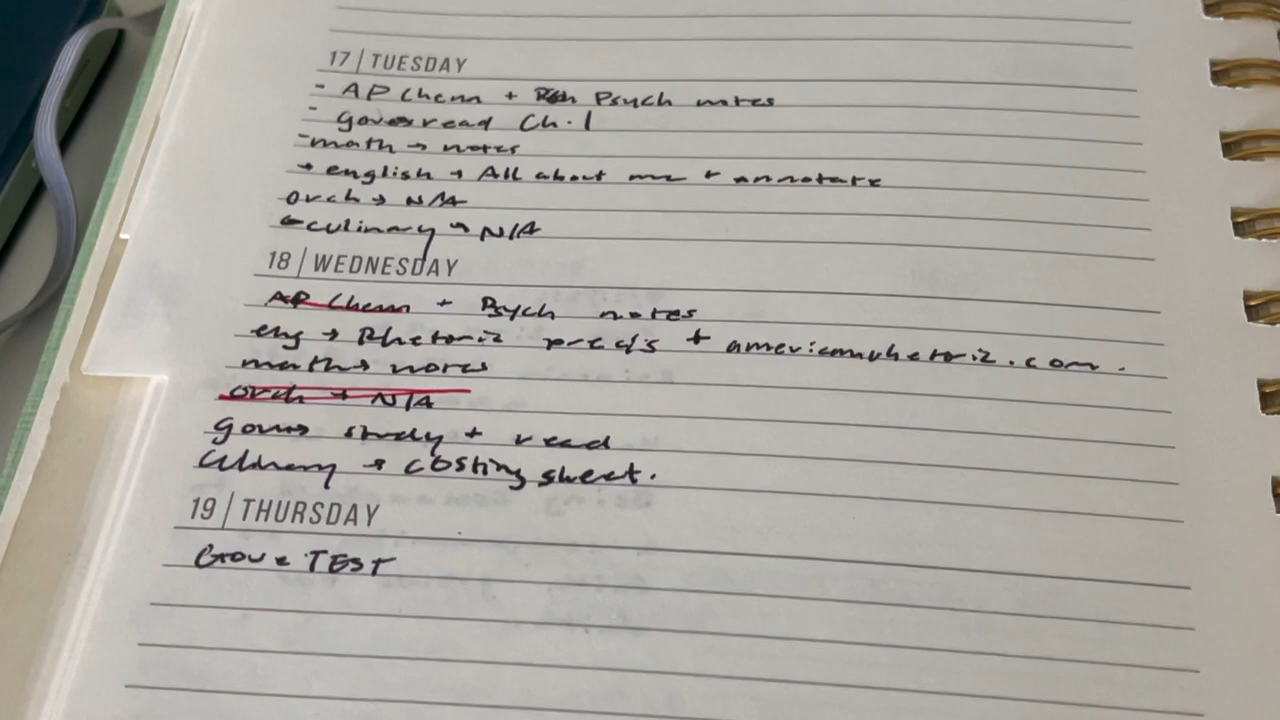 17 | TUESDAY
- AP Chem + Psych notes
- gov → read Ch. 1
- math → notes
→ english → All about me + annotate
orch → N/A
culinary → N/A
18 | WEDNESDAY
AP Chem + Psych notes
eng → Rhetoric + americanrhetoric.com.
math → notes
orch → N/A
gov → study + read
Culinary → costing sheet.
19 | THURSDAY
Gov TEST